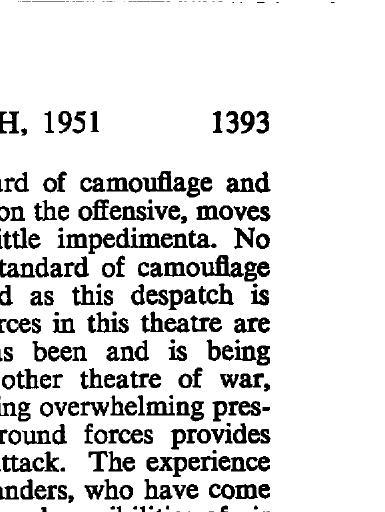 H, 1951 1393
ard of camouflage and
on the offensive, moves
ittle impedimenta. No
tandard of camouflage
d as this despatch is
rces in this theatre are
as been and is being
other theatre of war,
ing overwhelming pres-
round forces provides
ttack. The experience
anders, who have come